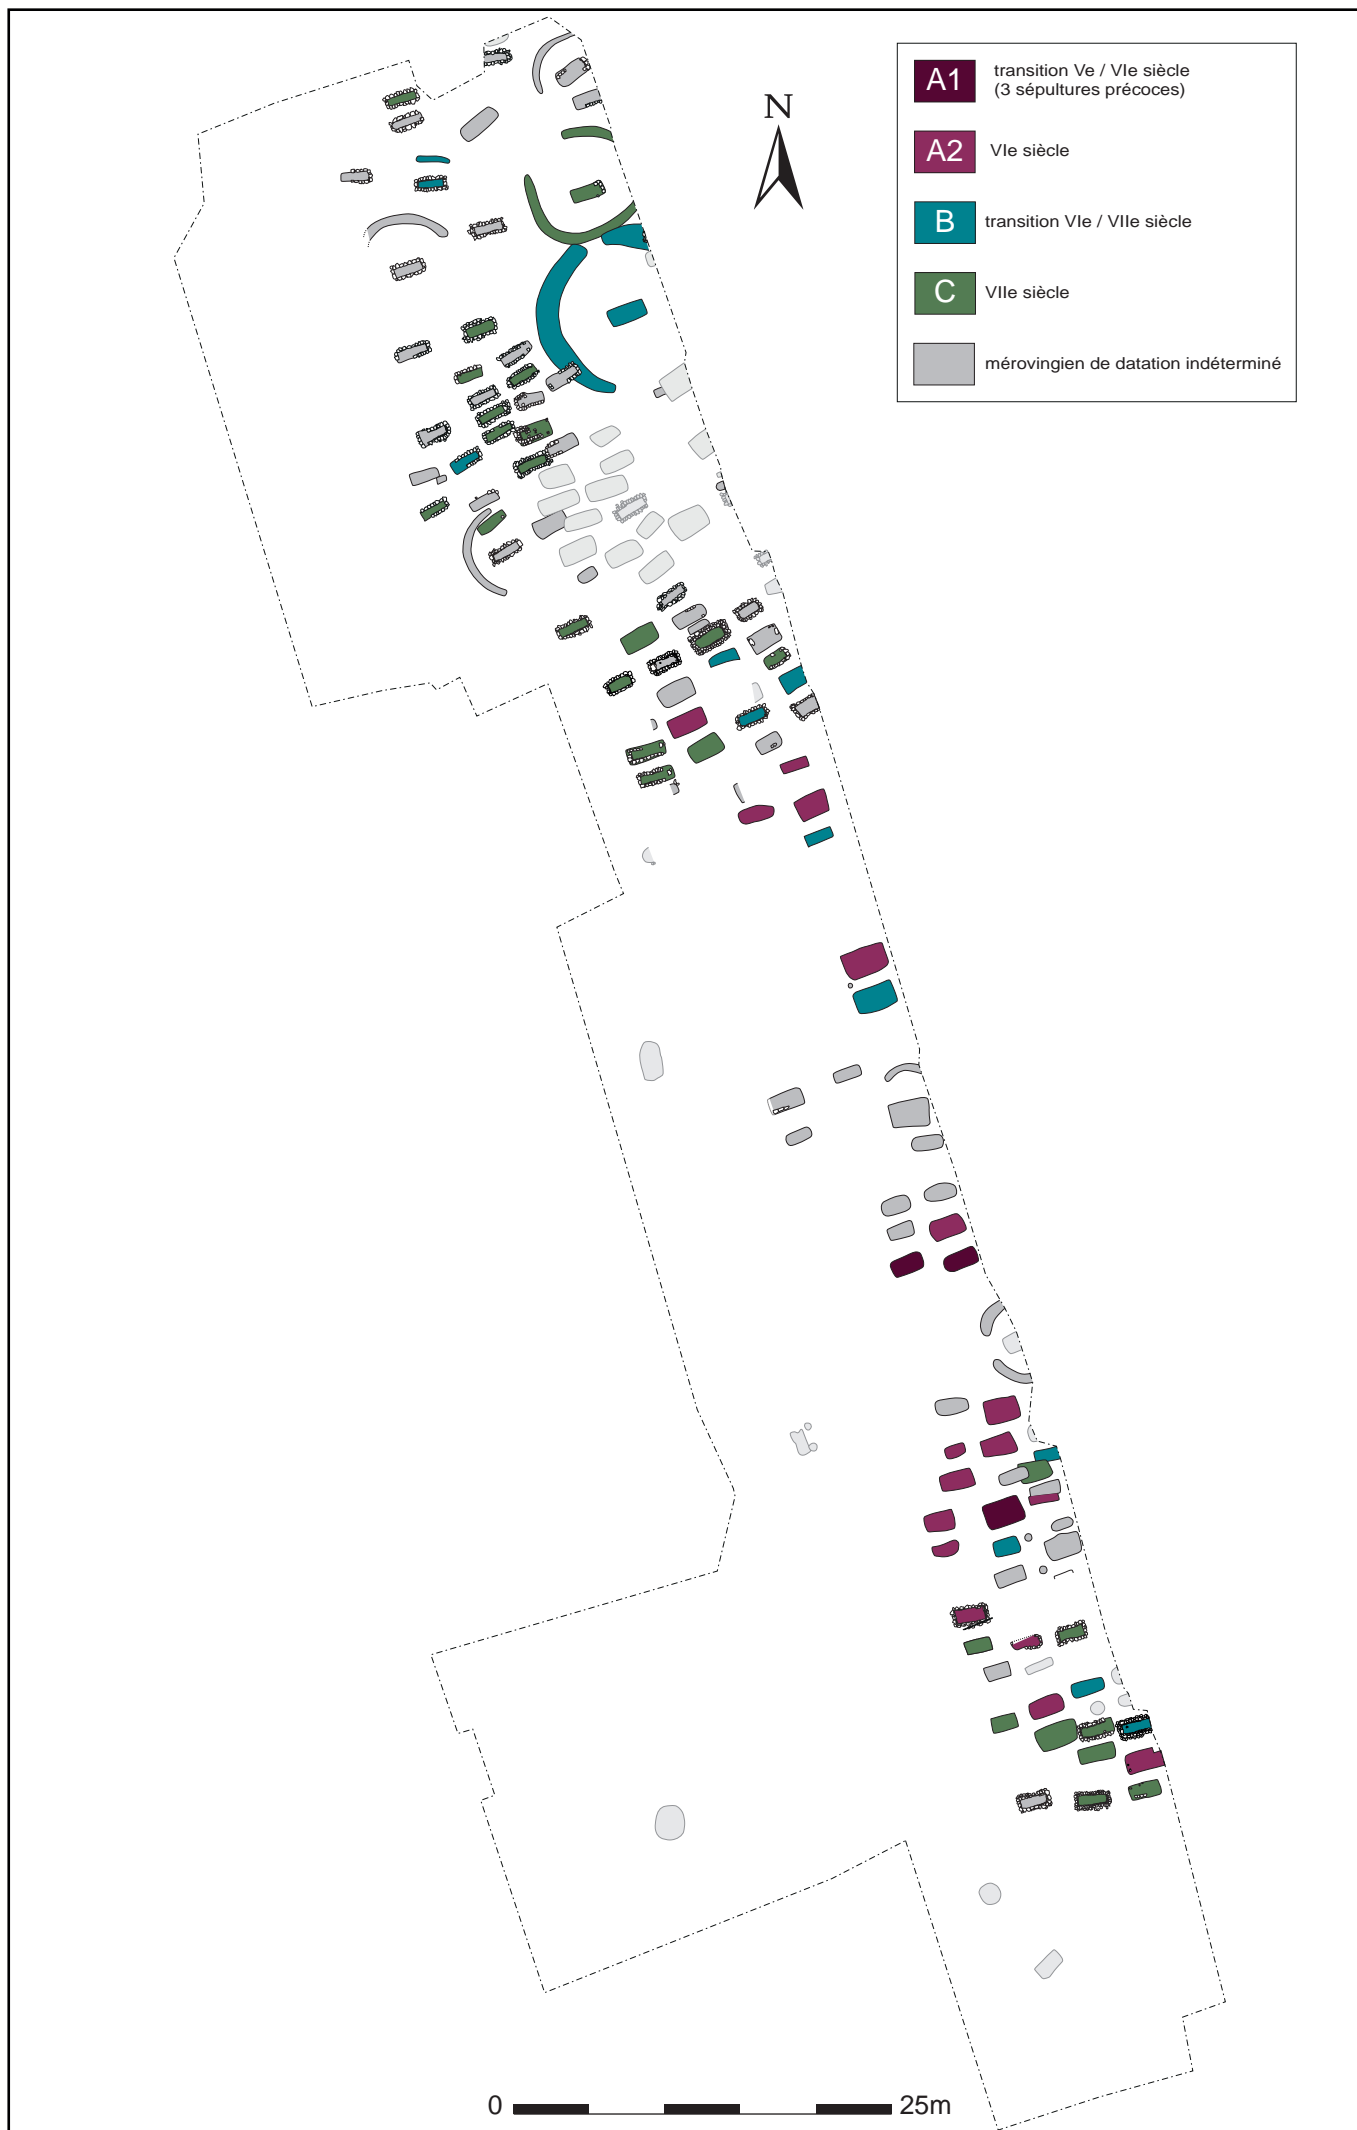 N
A1 transition Ve / VIe siècle
(3 sépultures précoces)
A2 VIe siècle
B transition VIe / VIIe siècle
C VIIe siècle
mérovingien de datation indéterminé
0 25m